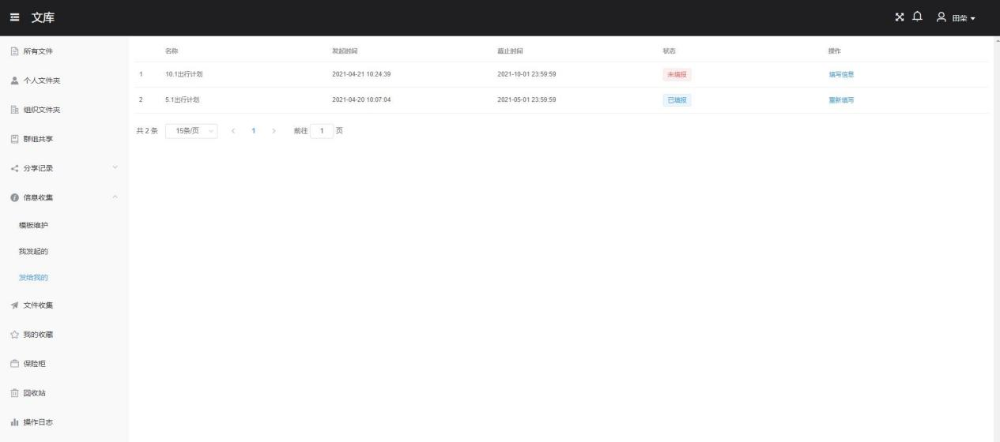 文库
田荣
所有文件
个人文件夹
组织文件夹
群组共享
分享记录
信息收集
模板维护
我发起的
发给我的
文件收集
我的收藏
保险柜
回收站
操作日志
名称 发起时间 截止时间 状态 操作
1 10.1出行计划 2021-04-21 10:24:39 2021-10-01 23:59:59 未填报 填写信息
2 5.1出行计划 2021-04-20 10:07:04 2021-05-01 23:59:59 已填报 重新填写
共 2 条 15条/页 1 前往 1 页